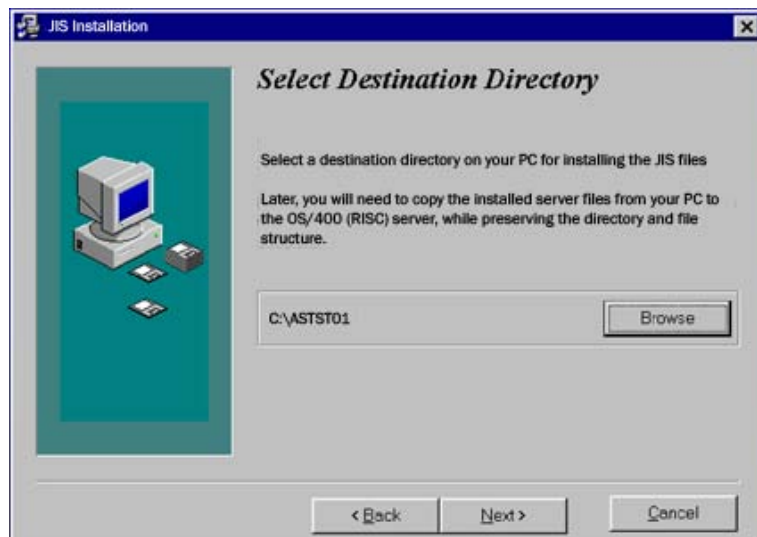 JIS Installation
Select Destination Directory
Select a destination directory on your PC for installing the JIS files
Later, you will need to copy the installed server files from your PC to
the OS/400 (RISC) server, while preserving the directory and file
structure.
C:\ASTST01
Browse
< Back
Next >
Cancel